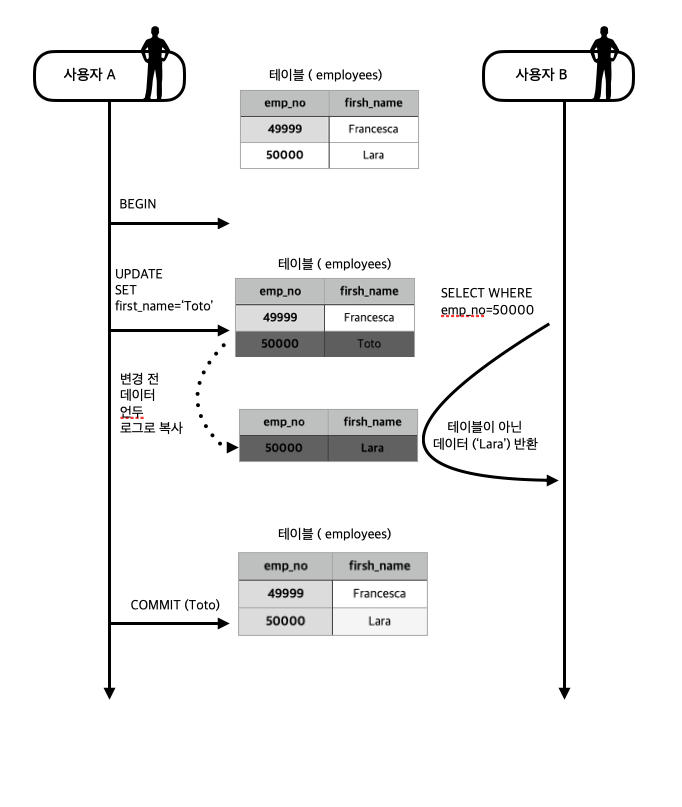 사용자 A
사용자 B
테이블 ( employees)
emp_no firsh_name
49999 Francesca
50000 Lara
BEGIN
테이블 ( employees)
UPDATE
SET
first_name=‘Toto’
emp_no firsh_name
49999 Francesca
50000 Toto
SELECT WHERE
emp_no=50000
변경 전
데이터
언두
로그로 복사
emp_no firsh_name
50000 Lara
테이블이 아닌
데이터 (‘Lara’) 반환
테이블 ( employees)
emp_no firsh_name
49999 Francesca
50000 Lara
COMMIT (Toto)